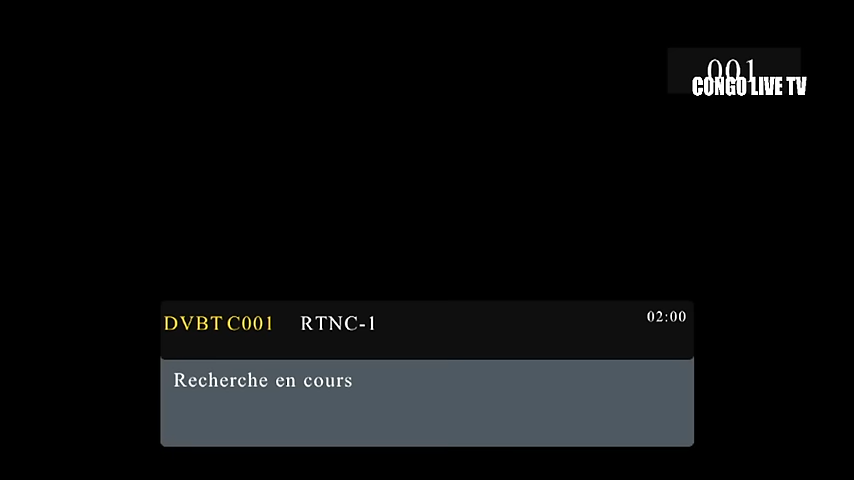 001
CONGO LIVE TV
DVBT C001 RTNC-1 02:00
Recherche en cours